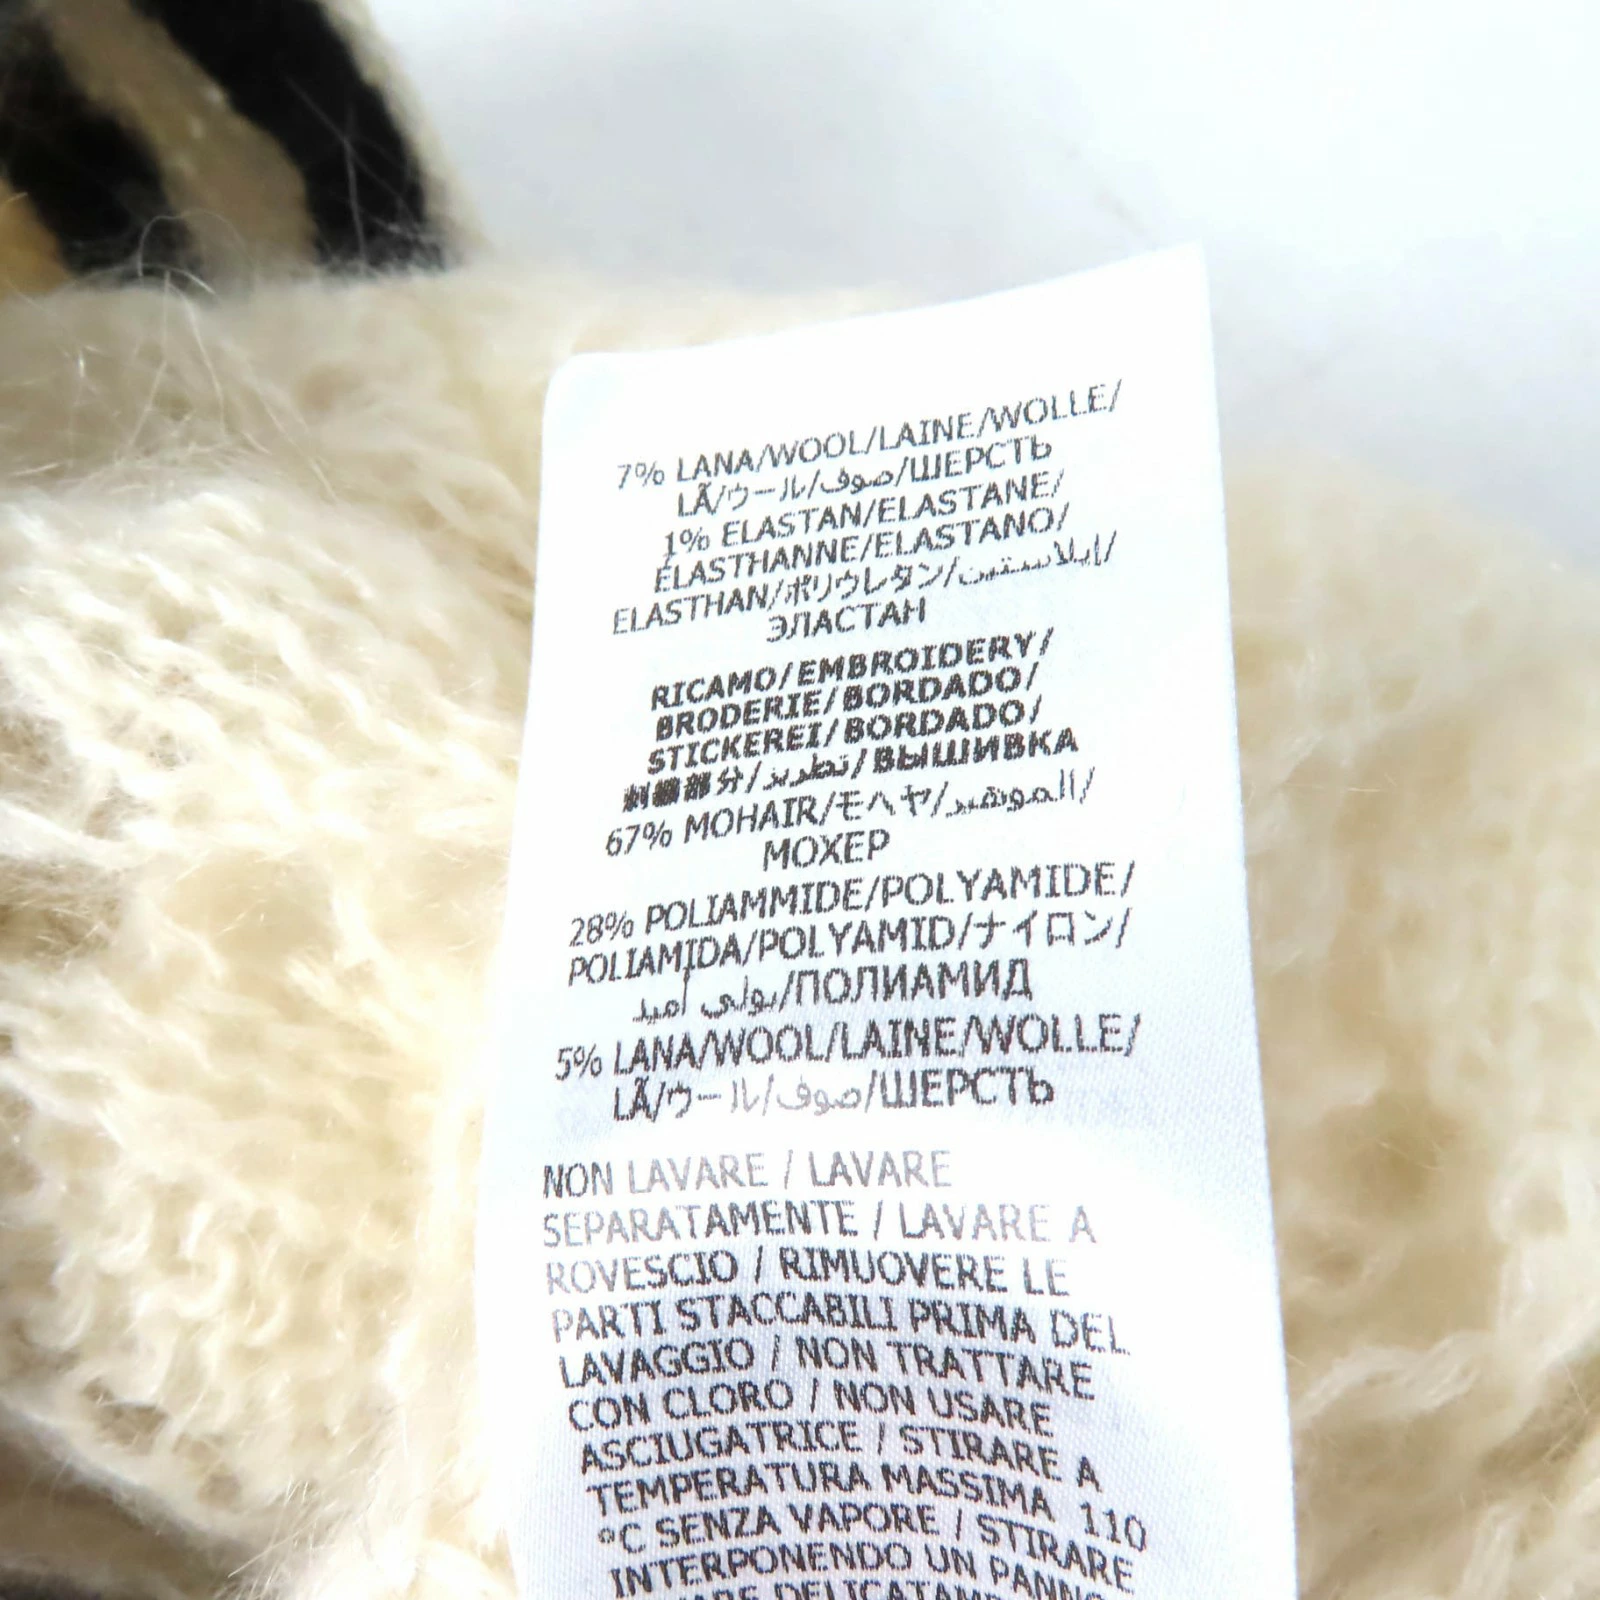 7% LANA/WOOL/LAINE/WOLLE/
LÃ/ウール/صوف/ШЕРСТЬ
1% ELASTAN/ELASTANE/
ÉLASTHANNE/ELASTANO/
ELASTHAN/ポリウレタン/إيلاستين/
ЭЛАСТАН
RICAMO/EMBROIDERY/
BRODERIE/BORDADO/
STICKEREI/BORDADO/
刺繍部分/تطريز/ВЫШИВКА
67% MOHAIR/モヘヤ/الموهير/
МОХЕР
28% POLIAMMIDE/POLYAMIDE/
POLIAMIDA/POLYAMID/ナイロン/
بولي أميد/ПОЛИАМИД
5% LANA/WOOL/LAINE/WOLLE/
LÃ/ウール/صوف/ШЕРСТЬ
NON LAVARE / LAVARE
SEPARATAMENTE / LAVARE A
ROVESCIO / RIMUOVERE LE
PARTI STACCABILI PRIMA DEL
LAVAGGIO / NON TRATTARE
CON CLORO / NON USARE
ASCIUGATRICE / STIRARE A
TEMPERATURA MASSIMA 110
°C SENZA VAPORE / STIRARE
INTERPONENDO UN PANNO